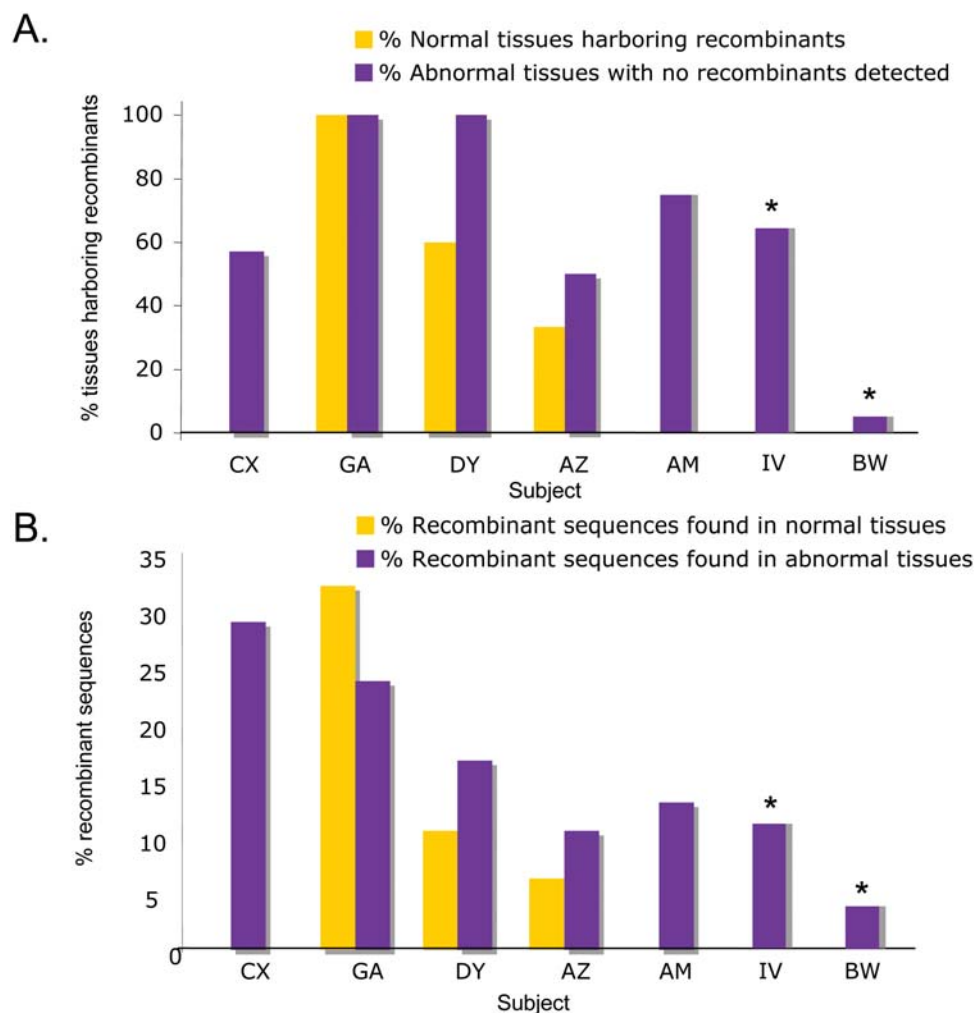 A.
% Normal tissues harboring recombinants
% Abnormal tissues with no recombinants detected
% tissues harboring recombinants
100
80
60
40
20
0
*
*
CX GA DY AZ AM IV BW
Subject
B.
% Recombinant sequences found in normal tissues
% Recombinant sequences found in abnormal tissues
% recombinant sequences
35
30
25
20
15
10
5
0
*
*
CX GA DY AZ AM IV BW
Subject